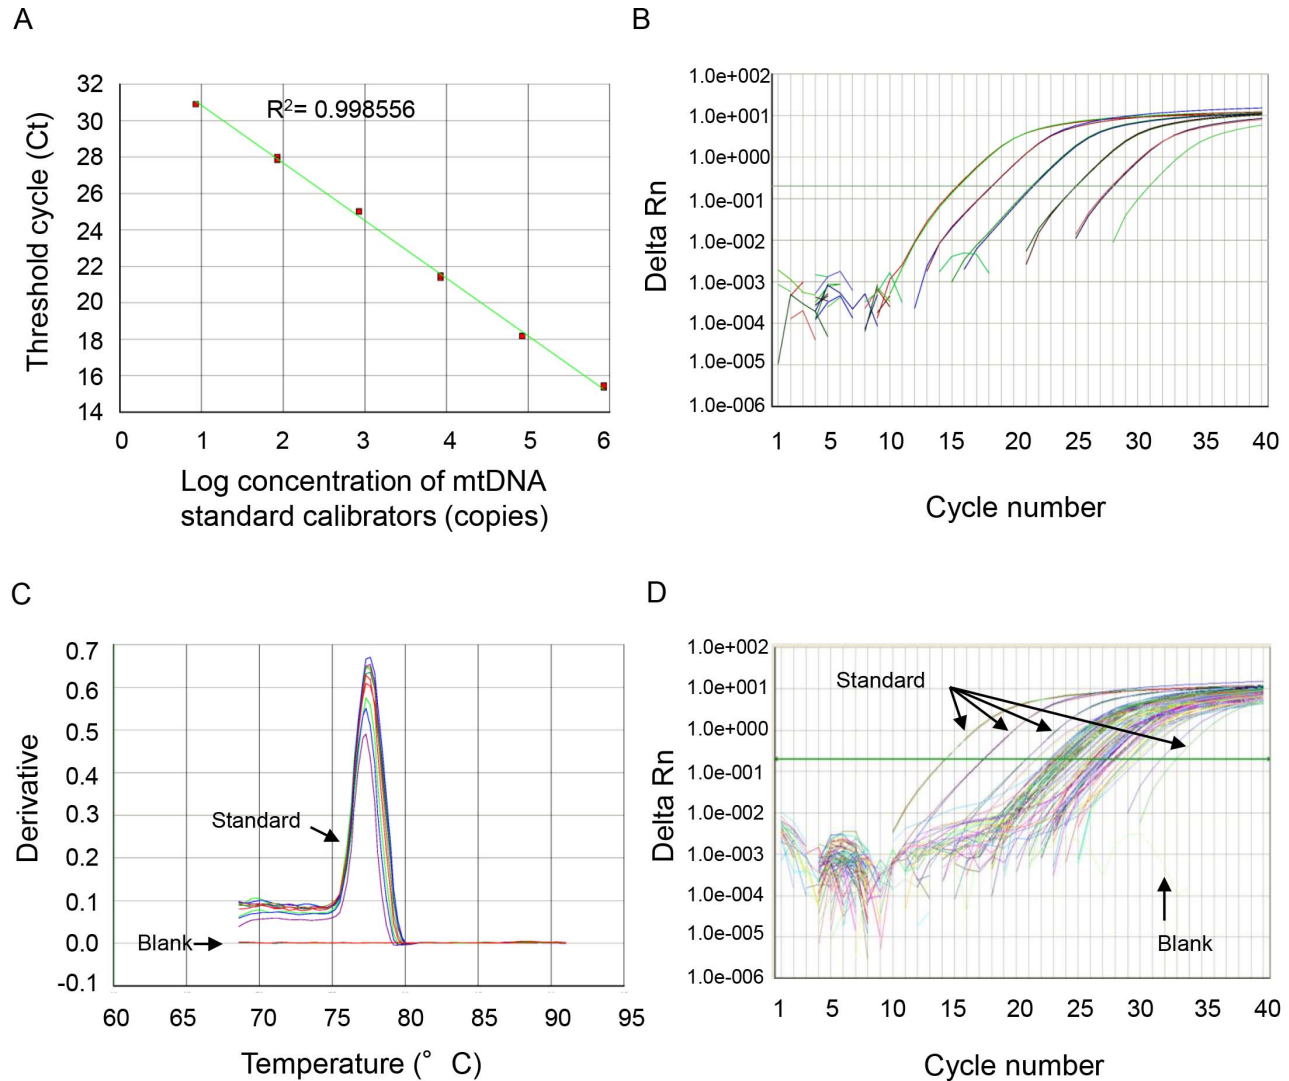 A
32
30
28
26
24
22
20
18
16
14
R2= 0.998556
Threshold cycle (Ct)
0 1 2 3 4 5 6
Log concentration of mtDNA
standard calibrators (copies)
B
1.0e+002
1.0e+001
1.0e+000
1.0e-001
1.0e-002
1.0e-003
1.0e-004
1.0e-005
1.0e-006
Delta Rn
1 5 10 15 20 25 30 35 40
Cycle number
C
0.7
0.6
0.5
0.4
0.3
0.2
0.1
0.0
-0.1
Derivative
Standard
Blank
60 65 70 75 80 85 90 95
Temperature (° C)
D
1.0e+002
1.0e+001
1.0e+000
1.0e-001
1.0e-002
1.0e-003
1.0e-004
1.0e-005
1.0e-006
Delta Rn
Standard
Blank
1 5 10 15 20 25 30 35 40
Cycle number